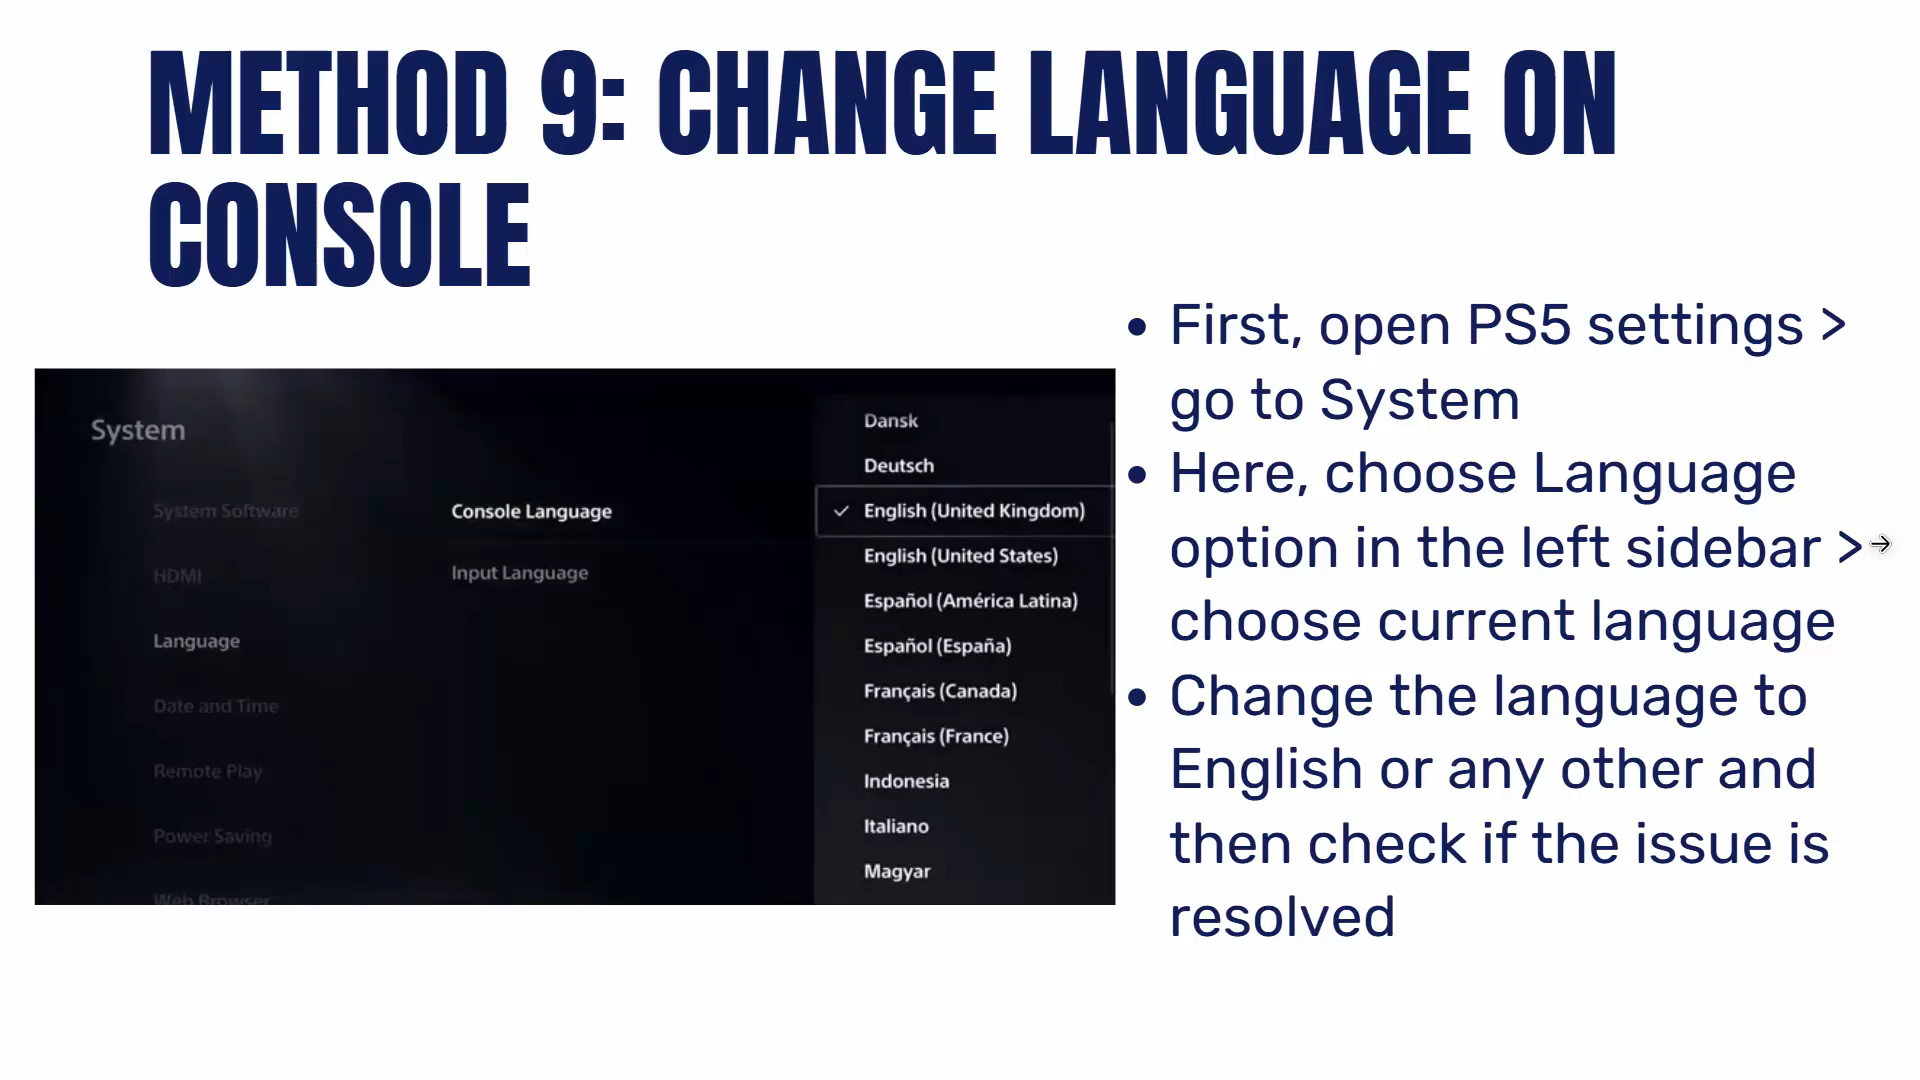 METHOD 9: CHANGE LANGUAGE ON
CONSOLE
System
System Software
HDMI
Language
Date and Time
Remote Play
Power Saving
Web Browser
Console Language
Input Language
Dansk
Deutsch
✓ English (United Kingdom)
English (United States)
Español (América Latina)
Español (España)
Français (Canada)
Français (France)
Indonesia
Italiano
Magyar
• First, open PS5 settings >
go to System
• Here, choose Language
option in the left sidebar >
choose current language
• Change the language to
English or any other and
then check if the issue is
resolved